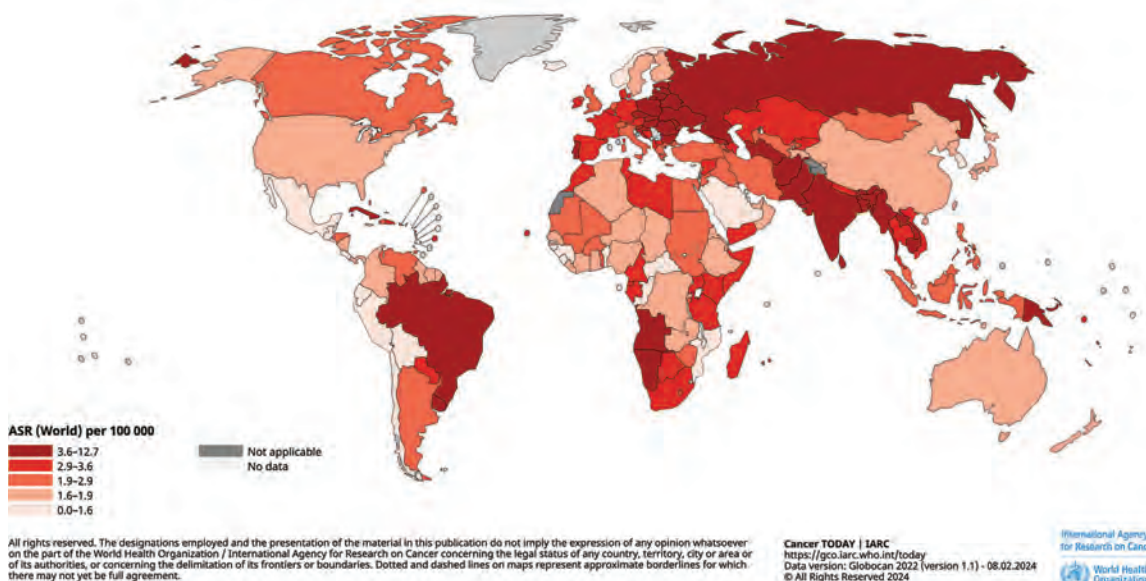 ASR (World) per 100 000
3.6–12.7
2.9–3.6
1.9–2.9
1.6–1.9
0.0–1.6
Not applicable
No data
All rights reserved. The designations employed and the presentation of the material in this publication do not imply the expression of any opinion whatsoever
on the part of the World Health Organization / International Agency for Research on Cancer concerning the legal status of any country, territory, city or area or
of its authorities, or concerning the delimitation of its frontiers or boundaries. Dotted and dashed lines on maps represent approximate borderlines for which
there may not yet be full agreement.
Cancer TODAY | IARC
https://gco.iarc.who.int/today
Data version: Globocan 2022 (version 1.1) - 08.02.2024
© All Rights Reserved 2024
International Agency
for Research on Canc
World Health
Organization